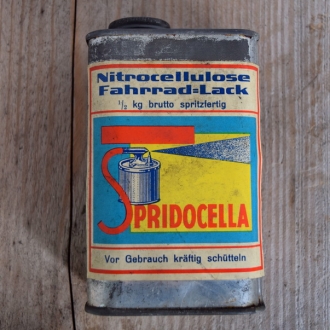 Nitrocellulose
Fahrrad=Lack
1/2 kg brutto spritzfertig
SPRIDOCELLA
Vor Gebrauch kräftig schütteln